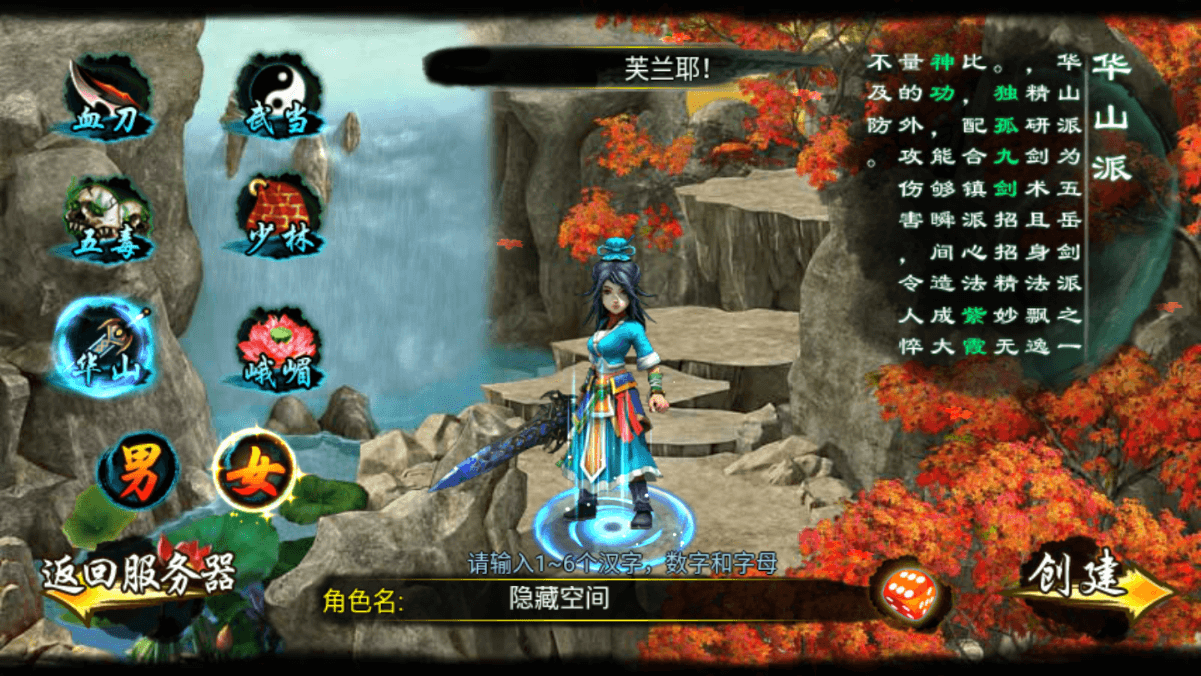 芙兰耶！
血刀
武当
五毒
少林
华山
峨嵋
男
女
华山派
华山派为五岳剑派之一
，精研剑术且身法飘逸
。独孤九剑招招精妙无
比，配合镇派心法紫霞
神功，能够瞬间造成大
量的外攻伤害，令人悴
不及防。
请输入1~6个汉字，数字和字母
角色名:
隐藏空间
返回服务器
创建